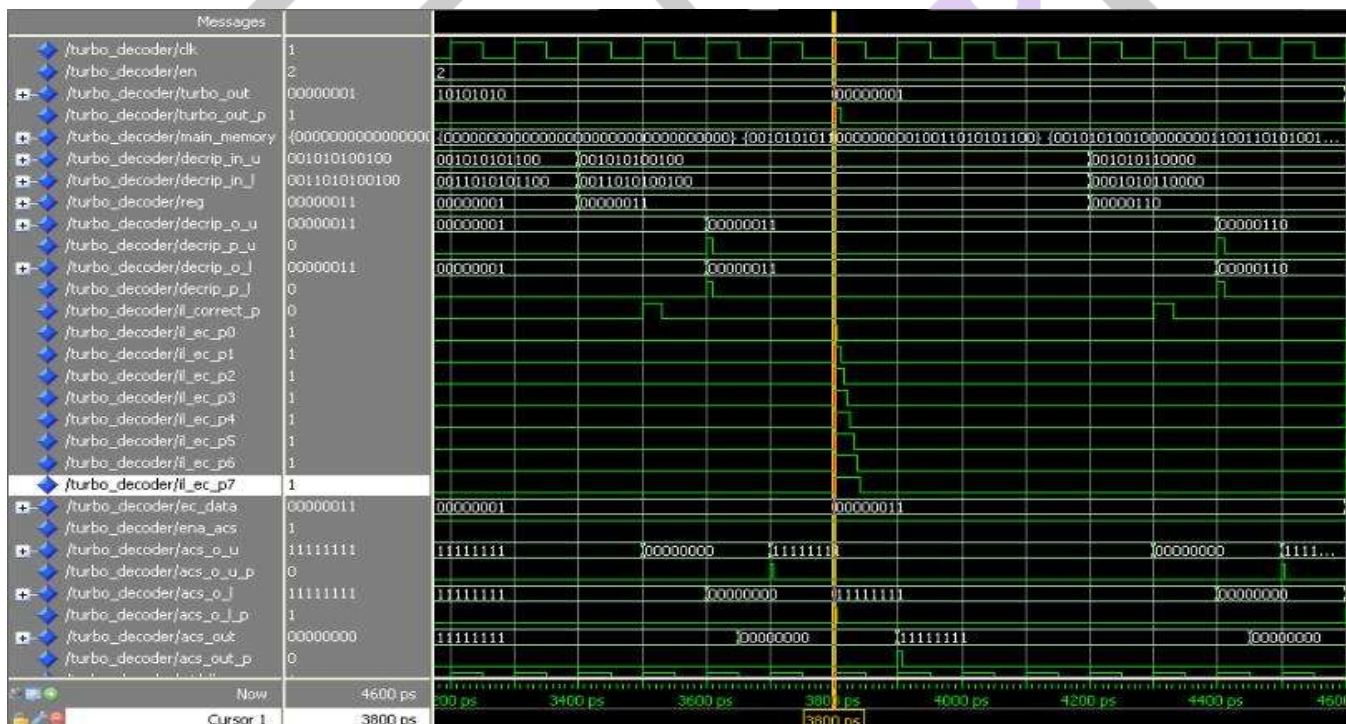 Messages
/turbo_decoder/clk 1
/turbo_decoder/en 2 2
/turbo_decoder/turbo_out 00000001 10101010 00000001
/turbo_decoder/turbo_out_p 1
/turbo_decoder/main_memory
/turbo_decoder/decrip_in_u 001010100100 001010101100 001010100100 001010110000
/turbo_decoder/decrip_in_l 0011010100100 0011010101100 0011010100100 0001010110000
/turbo_decoder/reg 00000011 00000001 00000011 00000110
/turbo_decoder/decrip_o_u 00000011 00000001 00000011 00000110
/turbo_decoder/decrip_p_u 0
/turbo_decoder/decrip_o_l 00000011 00000001 00000011 00000110
/turbo_decoder/decrip_p_l 0
/turbo_decoder/il_correct_p 0
/turbo_decoder/il_ec_p0 1
/turbo_decoder/il_ec_p1 1
/turbo_decoder/il_ec_p2 1
/turbo_decoder/il_ec_p3 1
/turbo_decoder/il_ec_p4 1
/turbo_decoder/il_ec_p5 1
/turbo_decoder/il_ec_p6 1
/turbo_decoder/il_ec_p7 1
/turbo_decoder/ec_data 00000011 00000001 00000011
/turbo_decoder/ena_acs 1
/turbo_decoder/acs_o_u 11111111 11111111 00000000 00000000 1111...
/turbo_decoder/acs_o_u_p 0
/turbo_decoder/acs_o_l 11111111 11111111 00000000 11111111 00000000
/turbo_decoder/acs_o_l_p 1
/turbo_decoder/acs_out 00000000 11111111 00000000 11111111 00000000
/turbo_decoder/acs_out_p 0
Now 4600 ps 3400 ps 3600 ps 4000 ps 4200 ps 4400 ps
Cursor 1 3800 ps 3800 ps